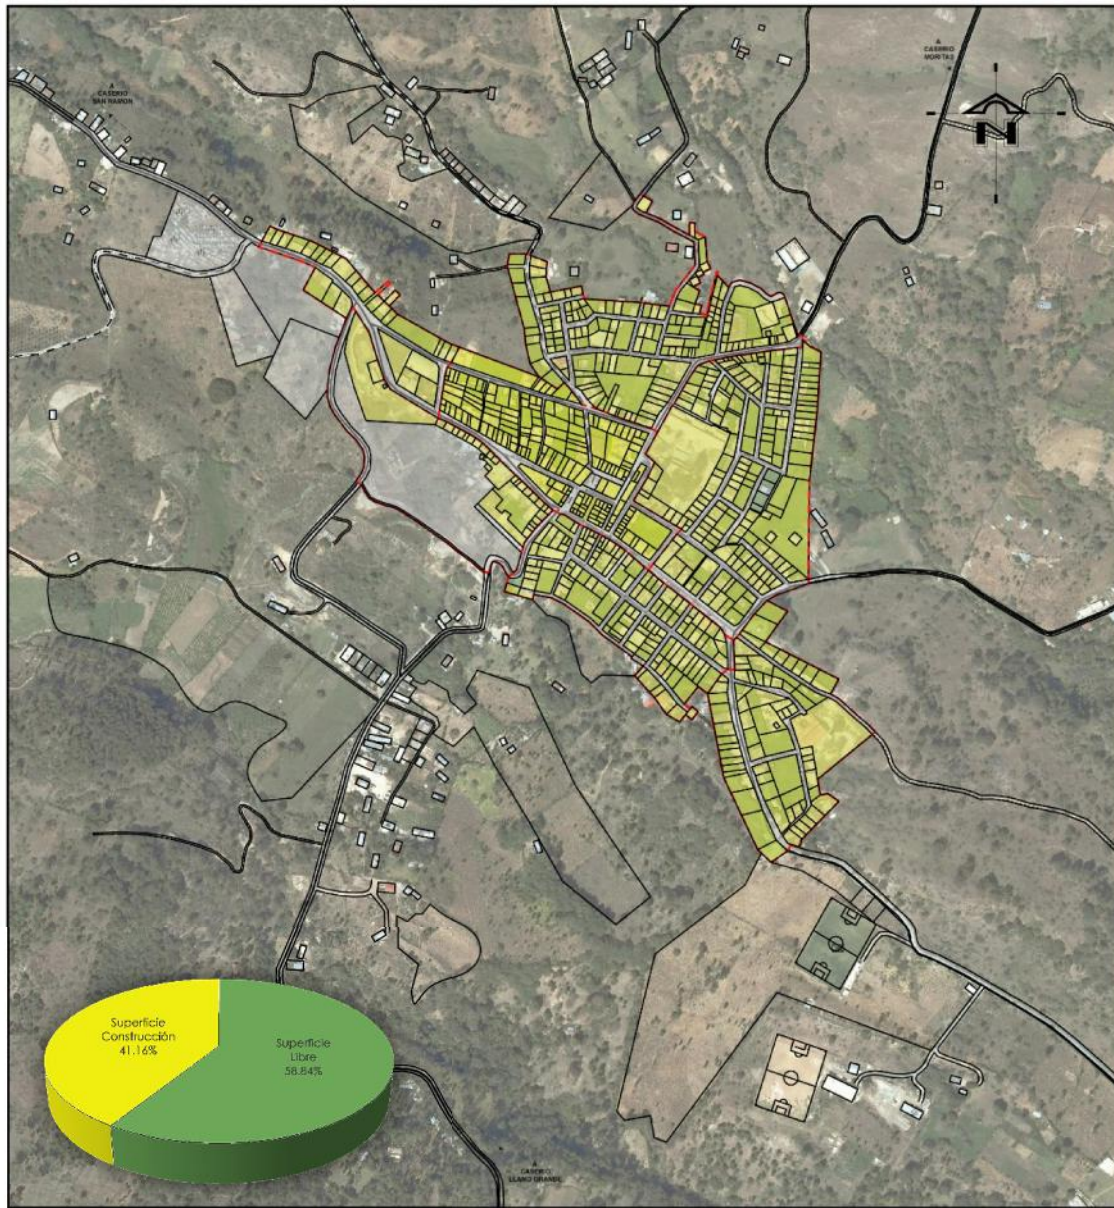 CASERIO
MORITAS
CASERIO
SAN RAMON
N
Superficie
Construcción
41.16%
Superficie
Libre
58.84%
CASERIO
LLANO GRANDE